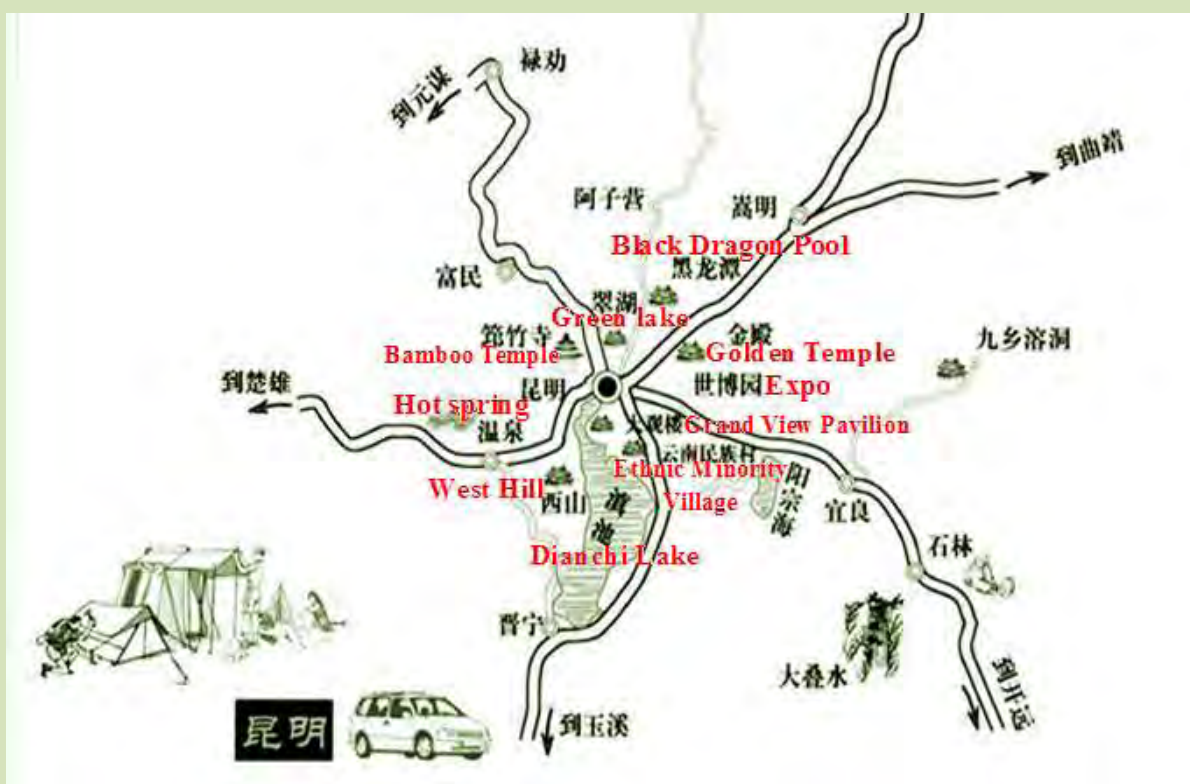 禄劝
到元谋
到曲靖
阿子营
嵩明
Black Dragon Pool
黑龙潭
富民
翠湖
Green lake
筇竹寺
金殿
九乡溶洞
Bamboo Temple
Golden Temple
到楚雄
昆明
世博园 Expo
Hot spring
大观楼 Grand View Pavilion
温泉
云南民族村
Ethnic Minority
Village
West Hill
西山
阳宗海
宜良
滇池
石林
Dianchi Lake
晋宁
大叠水
到开远
昆明
到玉溪